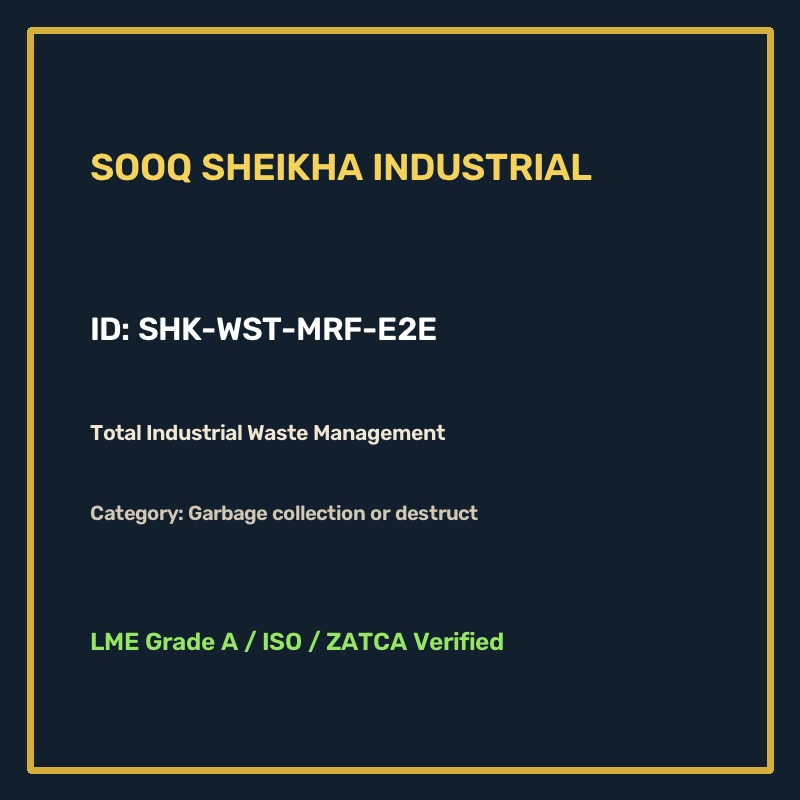 SOOQ SHEIKHA INDUSTRIAL
ID: SHK-WST-MRF-E2E
Total Industrial Waste Management
Category: Garbage collection or destruct
LME Grade A / ISO / ZATCA Verified